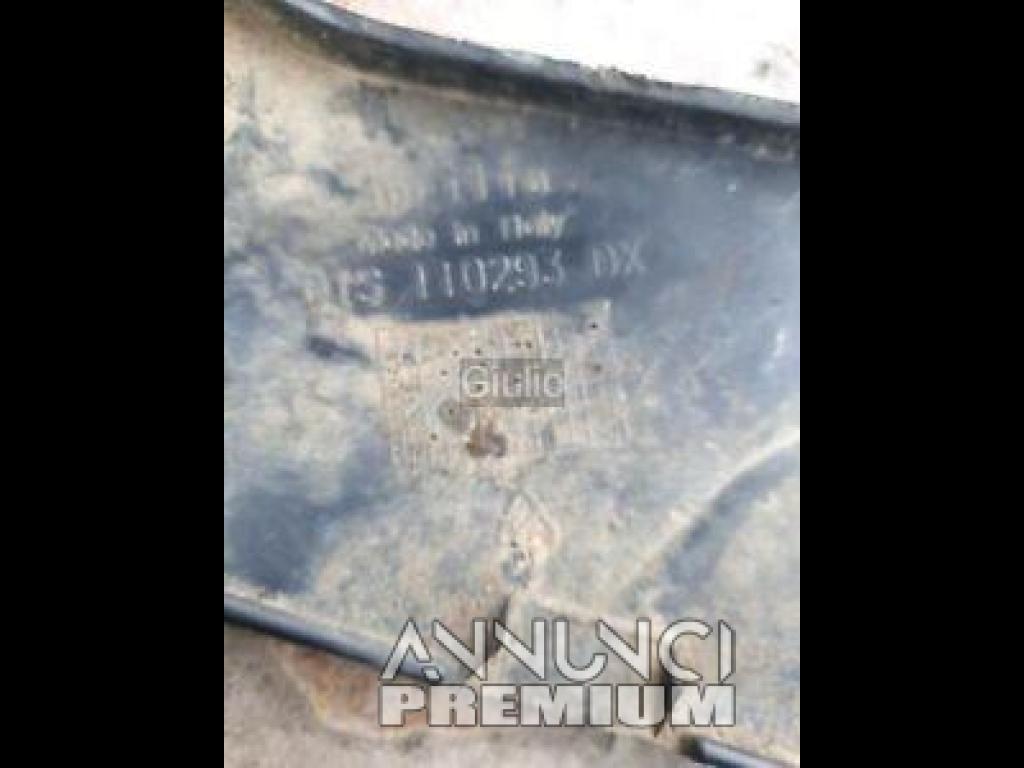 Made in Italy
110293 DX
Giulio
ANNUNCI
PREMIUM